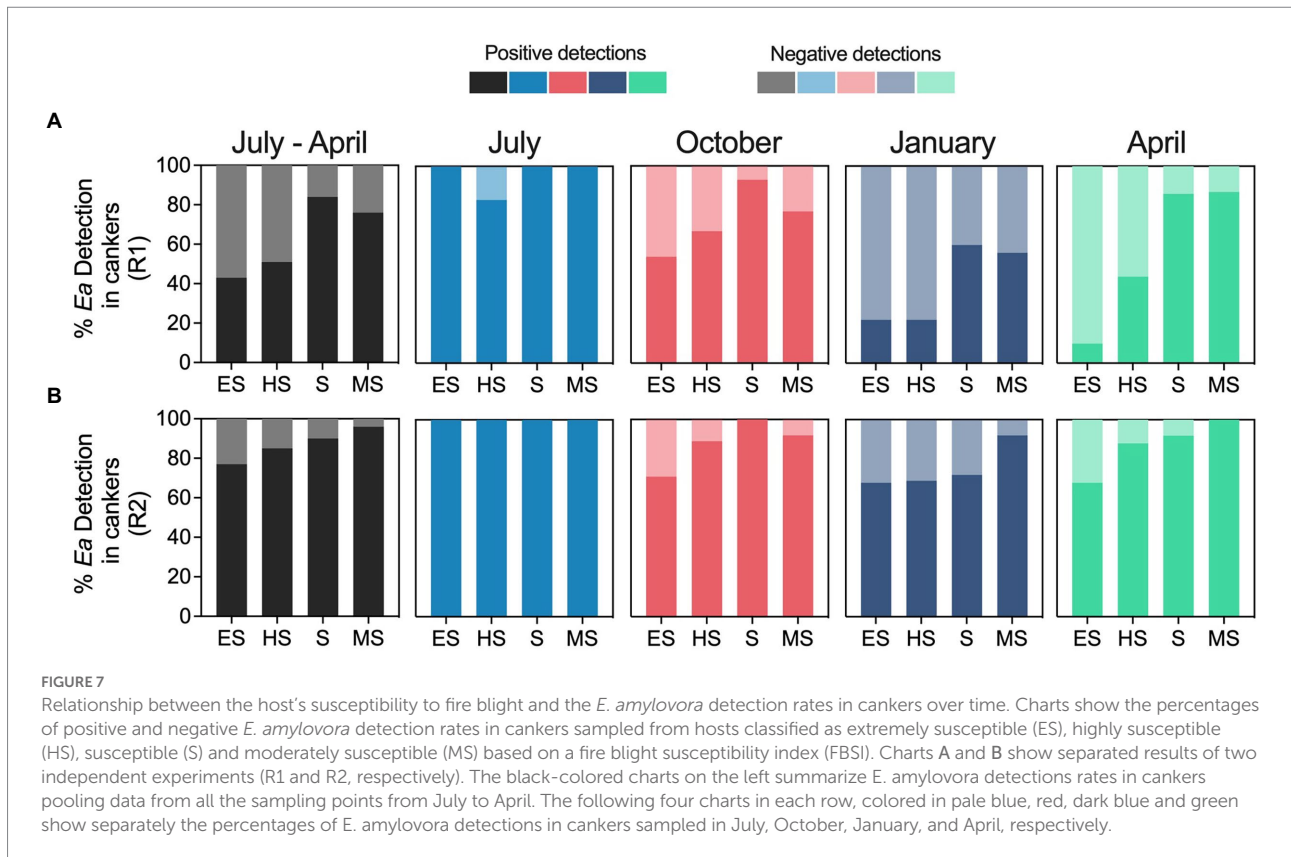 Positive detections
Negative detections
A
July - April
July
October
January
April
% Ea Detection
in cankers
(R1)
100
80
60
40
20
0
ES HS S MS
ES HS S MS
ES HS S MS
ES HS S MS
ES HS S MS
B
% Ea Detection
in cankers
(R2)
100
80
60
40
20
0
ES HS S MS
ES HS S MS
ES HS S MS
ES HS S MS
ES HS S MS
FIGURE 7
Relationship between the host’s susceptibility to fire blight and the E. amylovora detection rates in cankers over time. Charts show the percentages
of positive and negative E. amylovora detection rates in cankers sampled from hosts classified as extremely susceptible (ES), highly susceptible
(HS), susceptible (S) and moderately susceptible (MS) based on a fire blight susceptibility index (FBSI). Charts A and B show separated results of two
independent experiments (R1 and R2, respectively). The black-colored charts on the left summarize E. amylovora detections rates in cankers
pooling data from all the sampling points from July to April. The following four charts in each row, colored in pale blue, red, dark blue and green
show separately the percentages of E. amylovora detections in cankers sampled in July, October, January, and April, respectively.